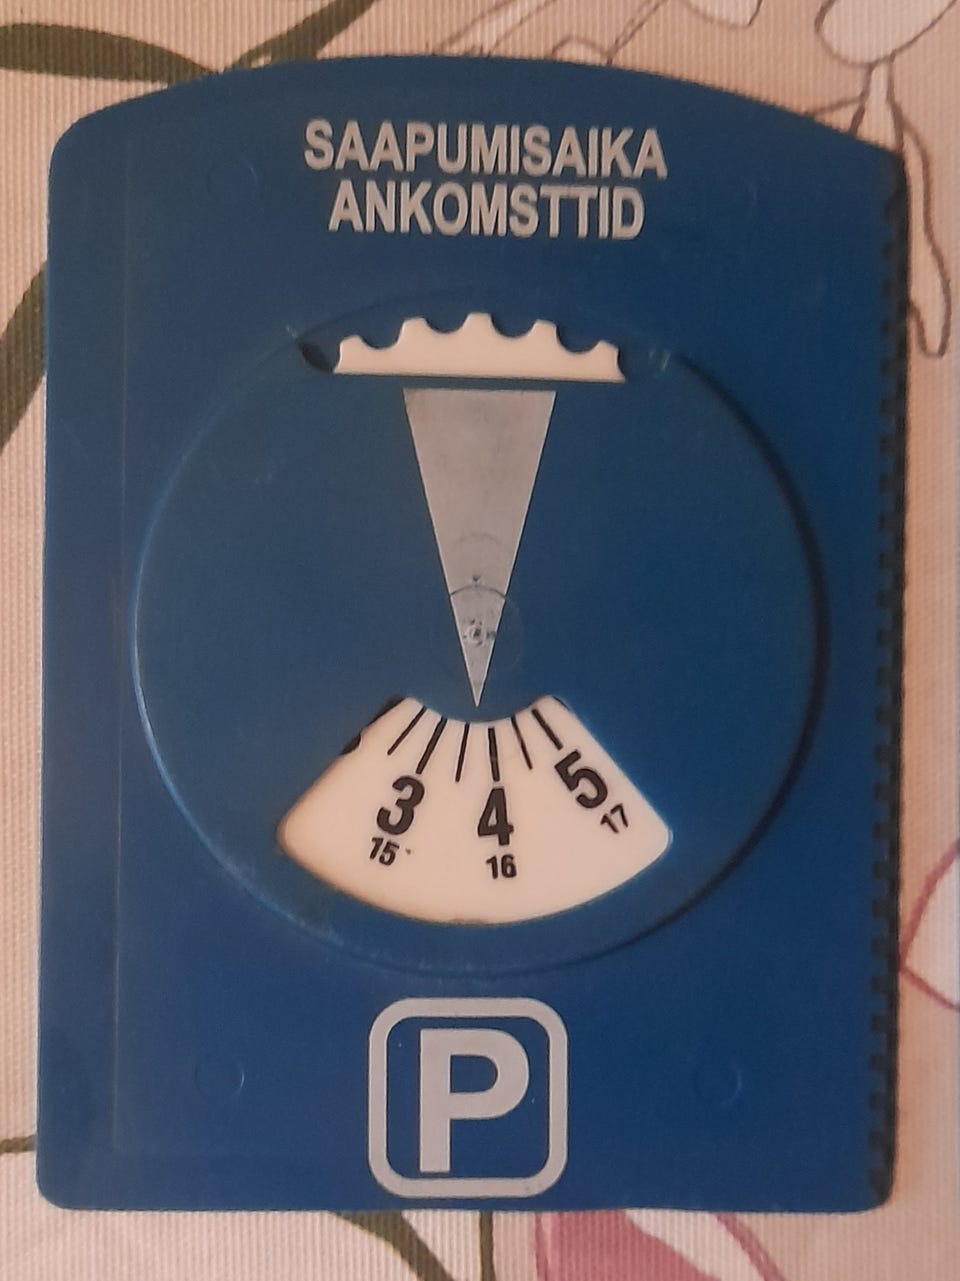 SAAPUMISAIKA
ANKOMSTTID
3 4 5
15 16 17
P